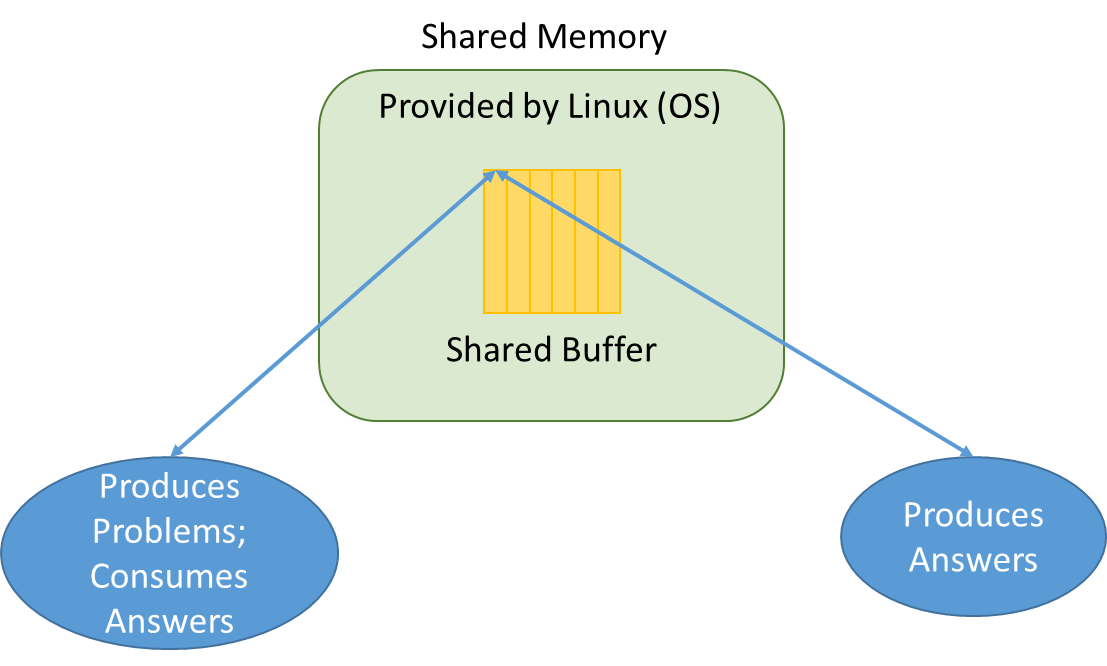 Shared Memory
Provided by Linux (OS)
Shared Buffer
Produces
Problems;
Consumes
Answers
Produces
Answers